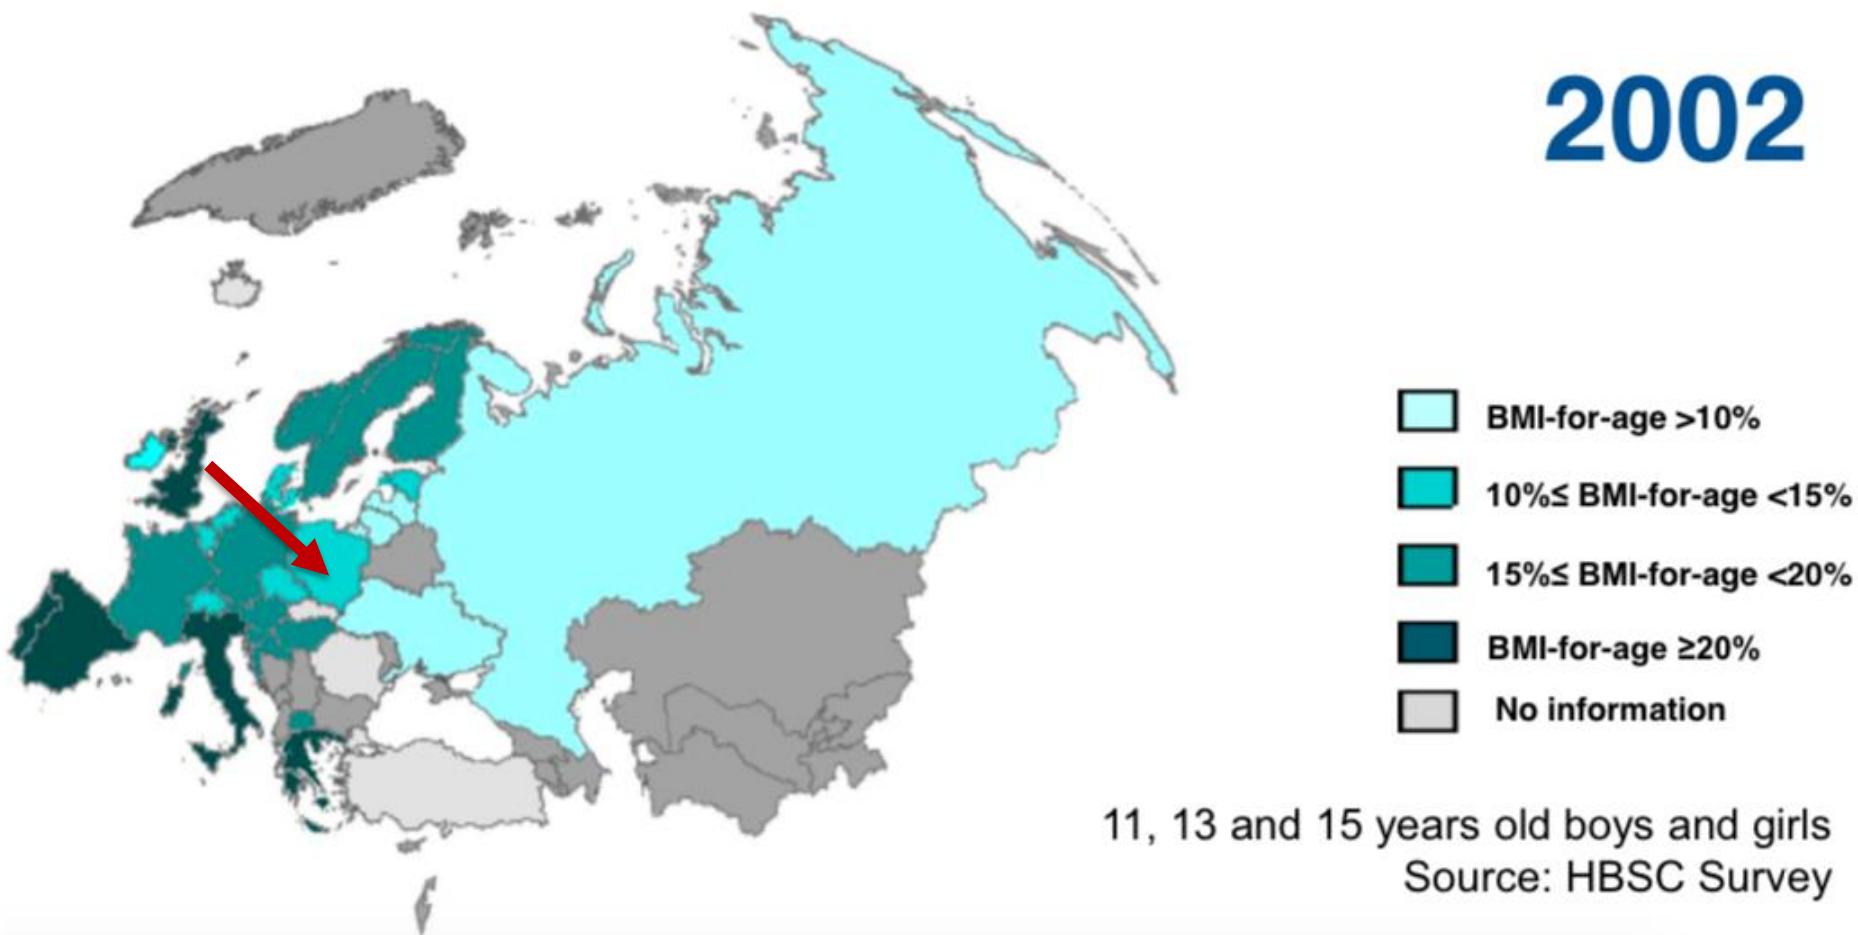 2002
BMI-for-age >10%
10%≤ BMI-for-age <15%
15%≤ BMI-for-age <20%
BMI-for-age ≥20%
No information
11, 13 and 15 years old boys and girls
Source: HBSC Survey